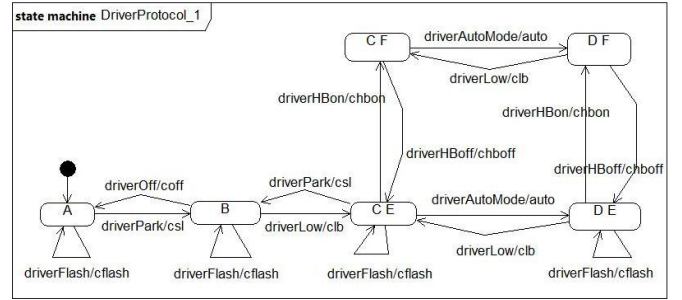 state machine DriverProtocol_1
C F
driverAutoMode/auto
D F
driverLow/clb
driverHBon/chbon
driverHBon/chbon
driverHBoff/chboff
driverHBoff/chboff
driverOff/coff
driverPark/csl
driverAutoMode/auto
A
B
C E
D E
driverPark/csl
driverLow/clb
driverLow/clb
driverFlash/cflash
driverFlash/cflash
driverFlash/cflash
driverFlash/cflash